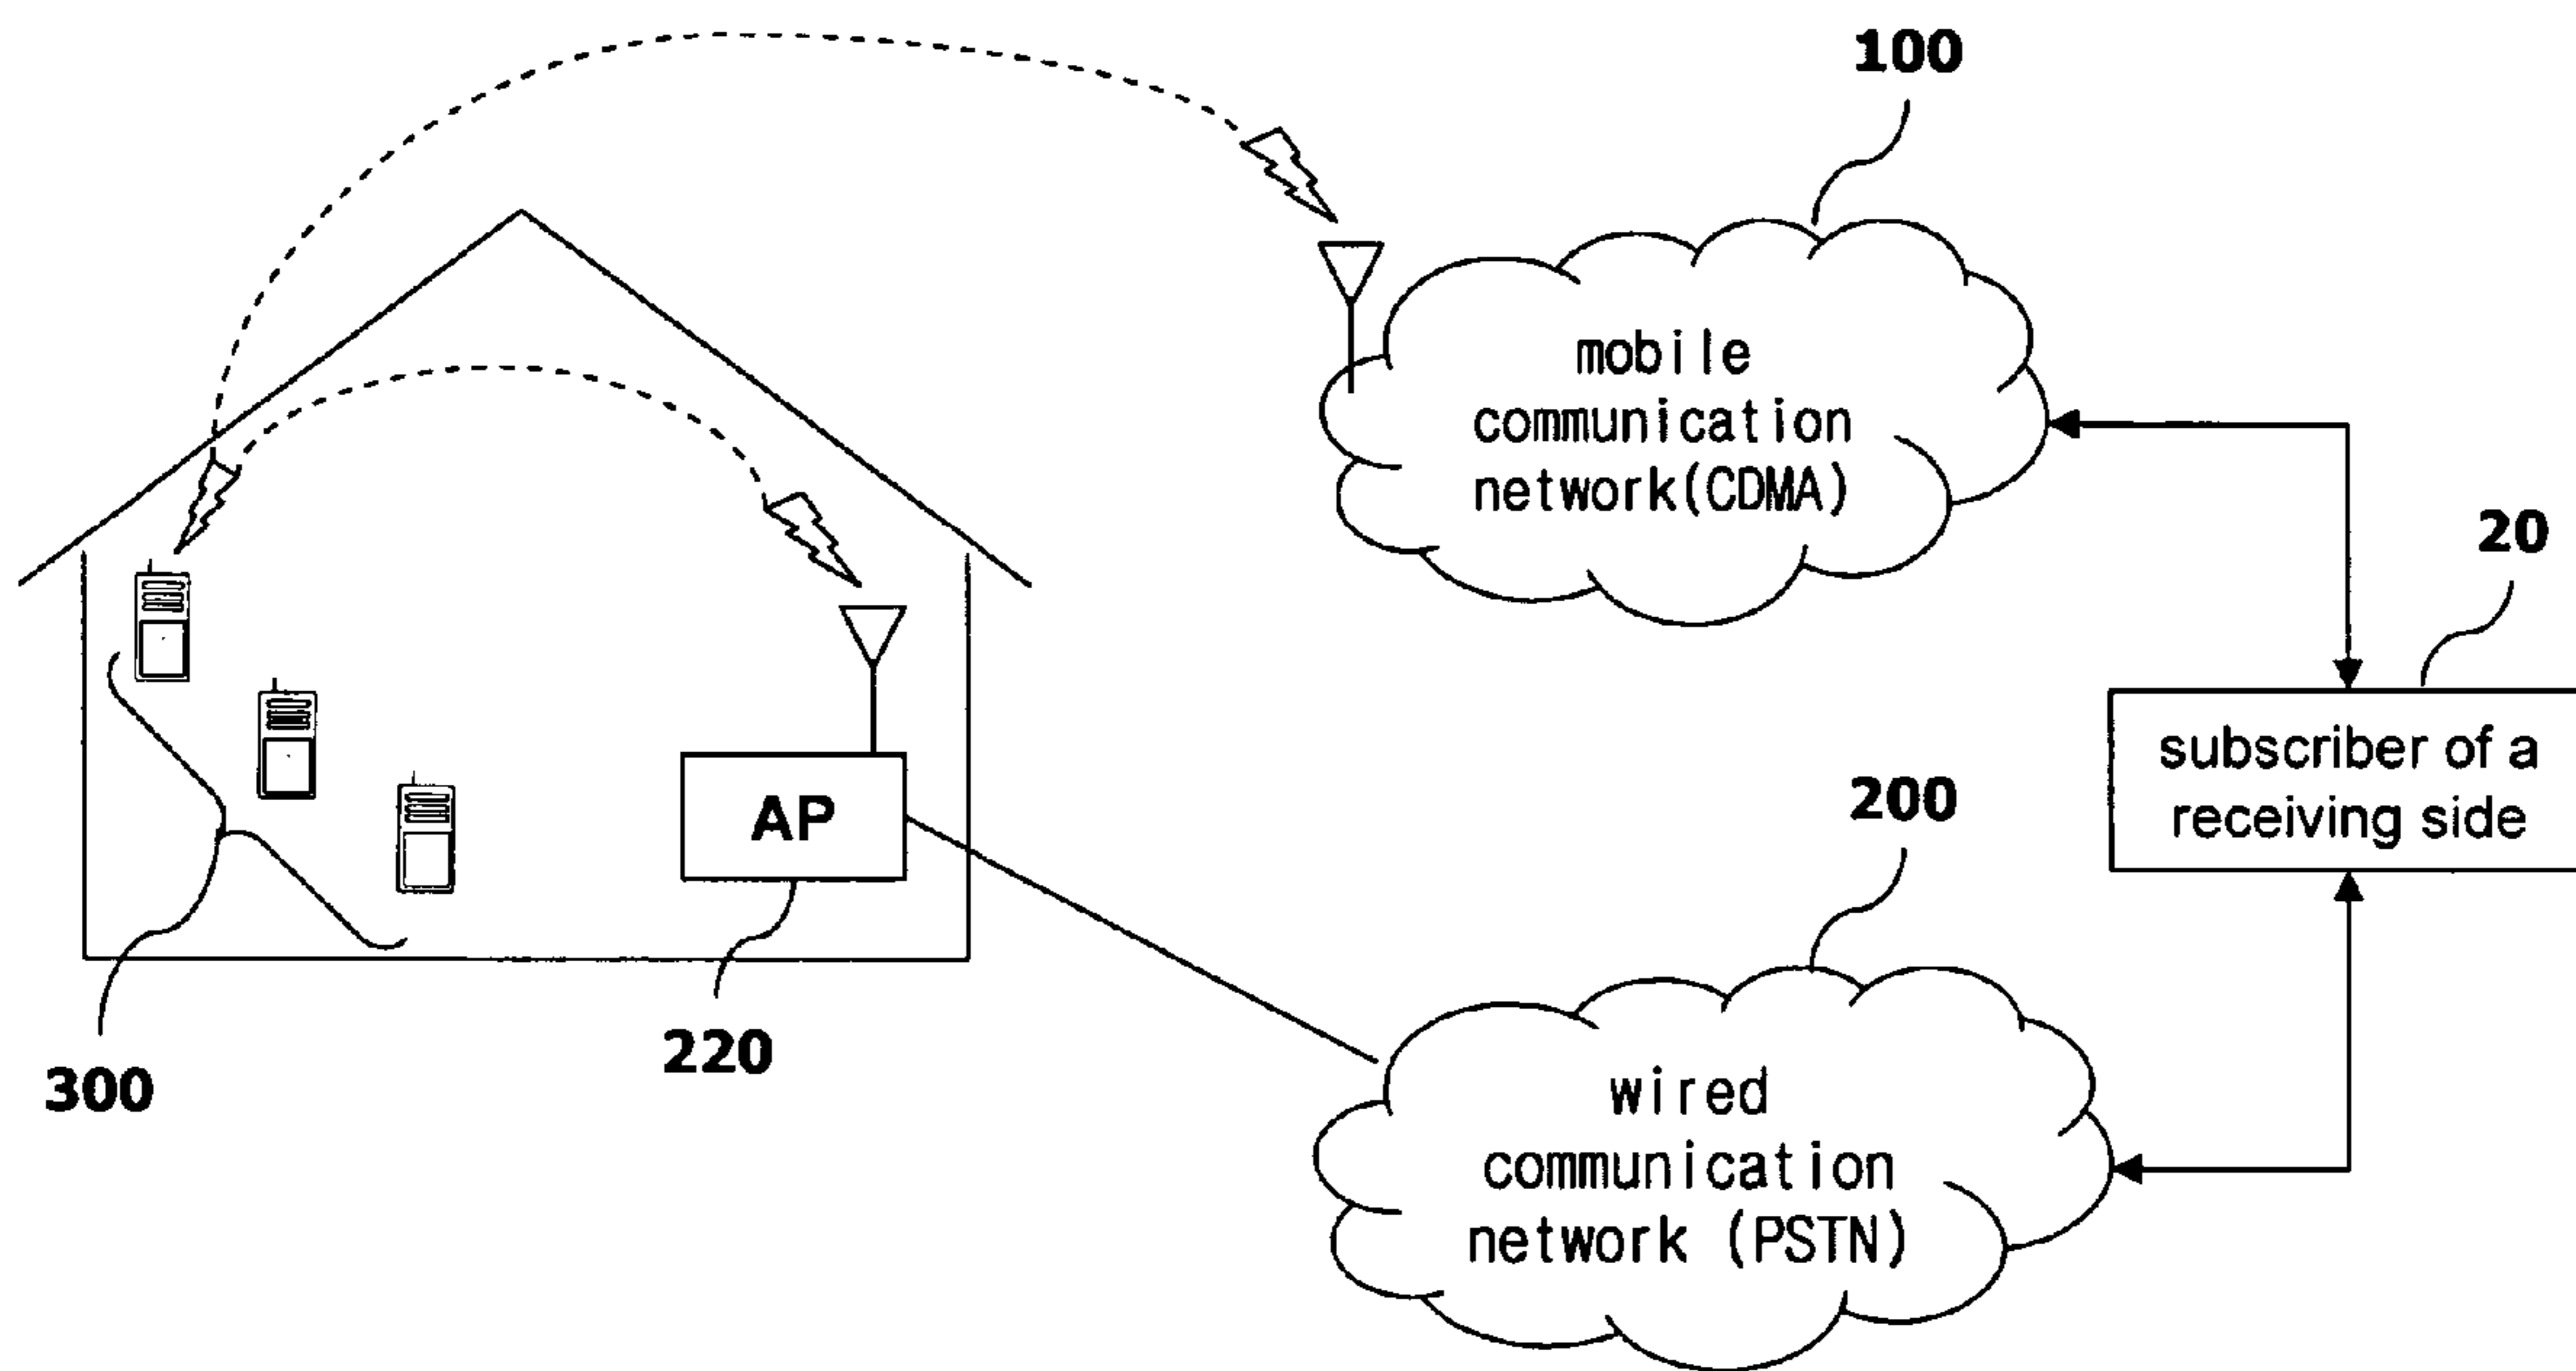 100
mobile
communication
network(CDMA)
20
subscriber of a
receiving side
AP
200
220
300
wired
communication
network (PSTN)